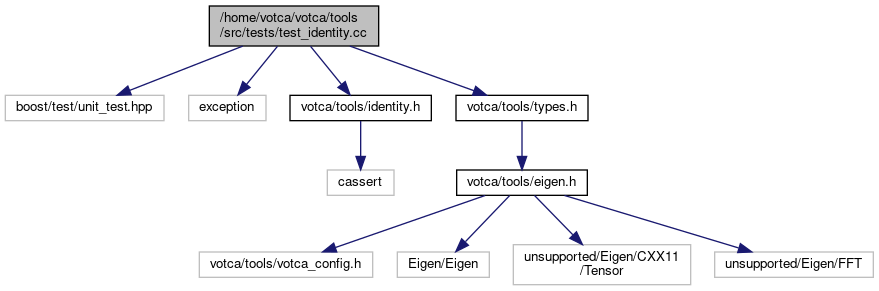 /home/votca/votca/tools
/src/tests/test_identity.cc
boost/test/unit_test.hpp
exception
votca/tools/identity.h
votca/tools/types.h
cassert
votca/tools/eigen.h
votca/tools/votca_config.h
Eigen/Eigen
unsupported/Eigen/CXX11
/Tensor
unsupported/Eigen/FFT